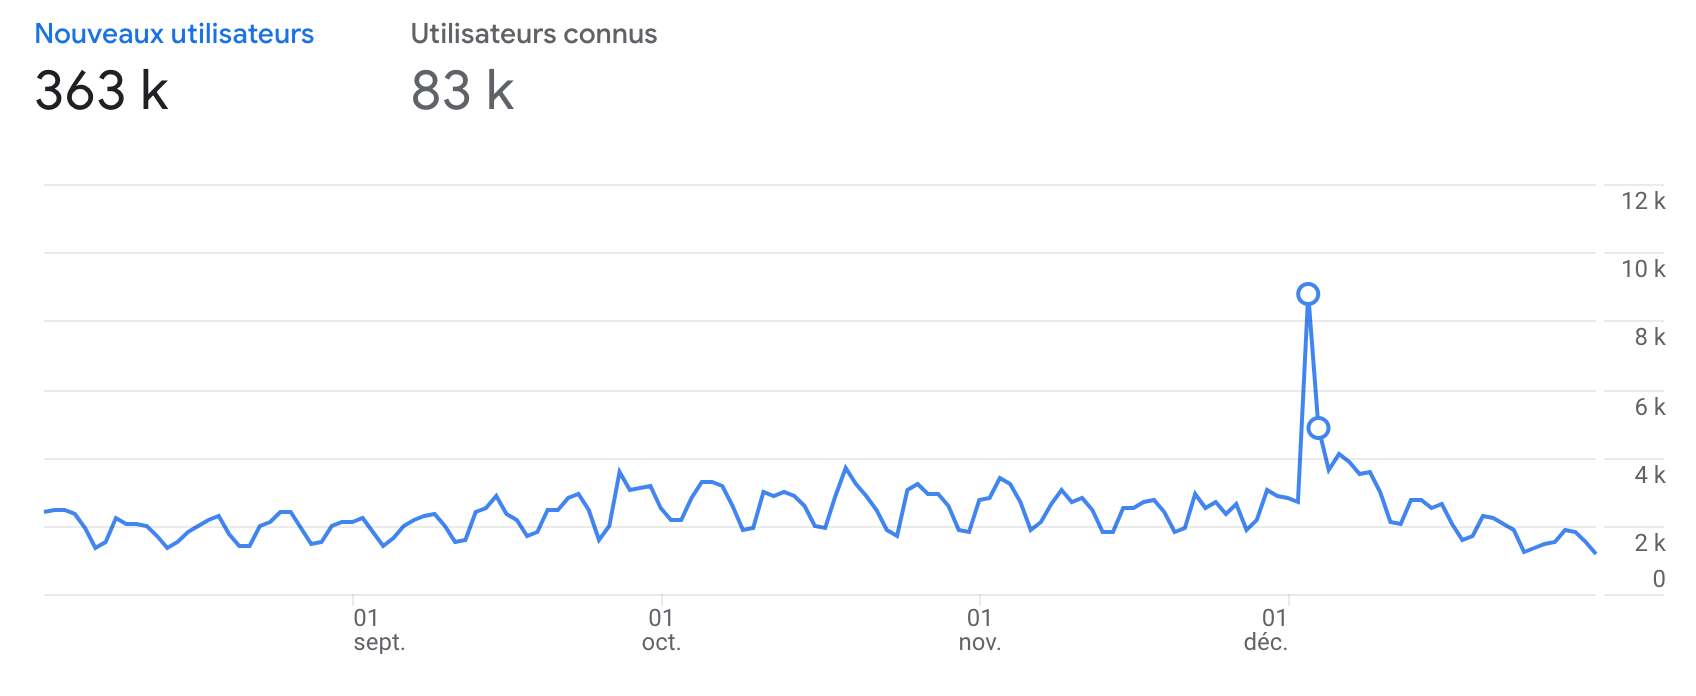 Nouveaux utilisateurs
Utilisateurs connus
363 k
83 k
12 k
10 k
8 k
6 k
4 k
2 k
0
01
sept.
01
oct.
01
nov.
01
déc.